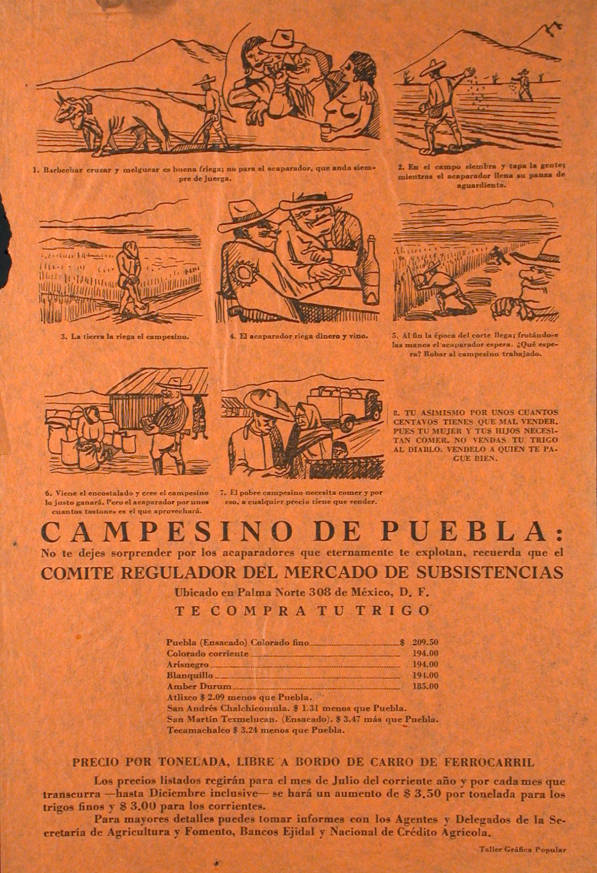 1. Barbechar cruzar y melguear es buena friega; no para el acaparador, que anda siem-
pre de juerga.
2. En el campo siembra y tapa la gente;
mientras el acaparador llena su panza de
aguardiente.
3. La tierra la riega el campesino.
4. El acaparador riega dinero y vino.
5. Al fin la época del corte llega; frotándo-
se las manos el acaparador espera. ¿Qué espe-
ra? Robar al campesino trabajado.
6. Viene el encostalado y cree el campesino
lo justo ganará. Pero el acaparador por unos
cuantos tostones es el que aprovechará.
7. El pobre campesino necesita comer y por
eso, a cualquier precio tiene que vender.
8. TU ASIMISMO POR UNOS CUANTOS
CENTAVOS TIENES QUE MAL VENDER,
PUES TU MUJER Y TUS HIJOS NECESI-
TAN COMER. NO VENDAS TU TRIGO
AL DIABLO. VENDELO A QUIEN TE PA-
GUE BIEN.
CAMPESINO DE PUEBLA:
No te dejes sorprender por los acaparadores que eternamente te explotan, recuerda que el
COMITE REGULADOR DEL MERCADO DE SUBSISTENCIAS
Ubicado en Palma Norte 308 de México, D. F.
TE COMPRA TU TRIGO
Puebla (Ensacado) Colorado fino $ 209.50
Colorado corriente 194.00
Arisnegro 194.00
Blanquillo 191.00
Amber Durum 185.00
Atlixco $ 2.09 menos que Puebla.
San Andrés Chalchicomula. $ 1.31 menos que Puebla.
San Martín Texmelucan. (Ensacado). $ 3.47 más que Puebla.
Tecamachalco $ 3.24 menos que Puebla.
PRECIO POR TONELADA, LIBRE A BORDO DE CARRO DE FERROCARRIL
Los precios listados regirán para el mes de Julio del corriente año y por cada mes que
transcurra —hasta Diciembre inclusive— se hará un aumento de $ 3.50 por tonelada para los
trigos finos y $ 3.00 para los corrientes.
Para mayores detalles puedes tomar informes con los Agentes y Delegados de la Se-
cretaría de Agricultura y Fomento, Bancos Ejidal y Nacional de Crédito Agrícola.
Taller Gráfica Popular